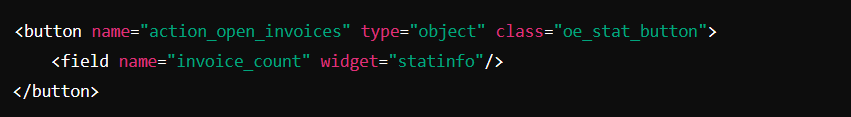 <button name="action_open_invoices" type="object" class="oe_stat_button">
    <field name="invoice_count" widget="statinfo"/>
</button>